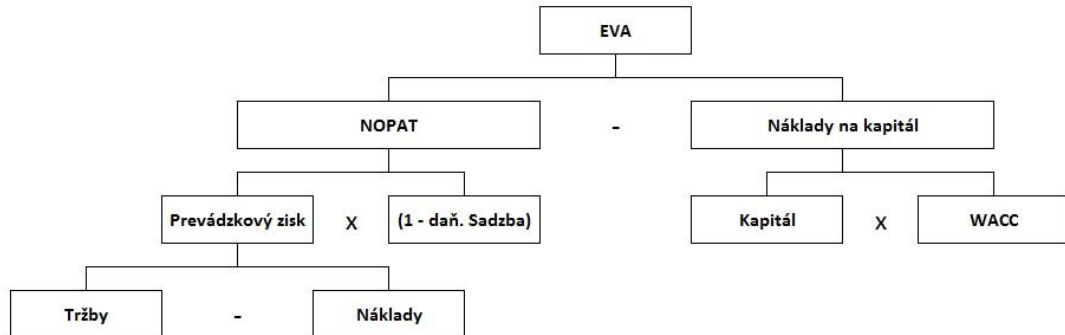 EVA
NOPAT - Náklady na kapitál
Prevádzkový zisk X (1 - daň. Sadzba) Kapitál X WACC
Tržby - Náklady